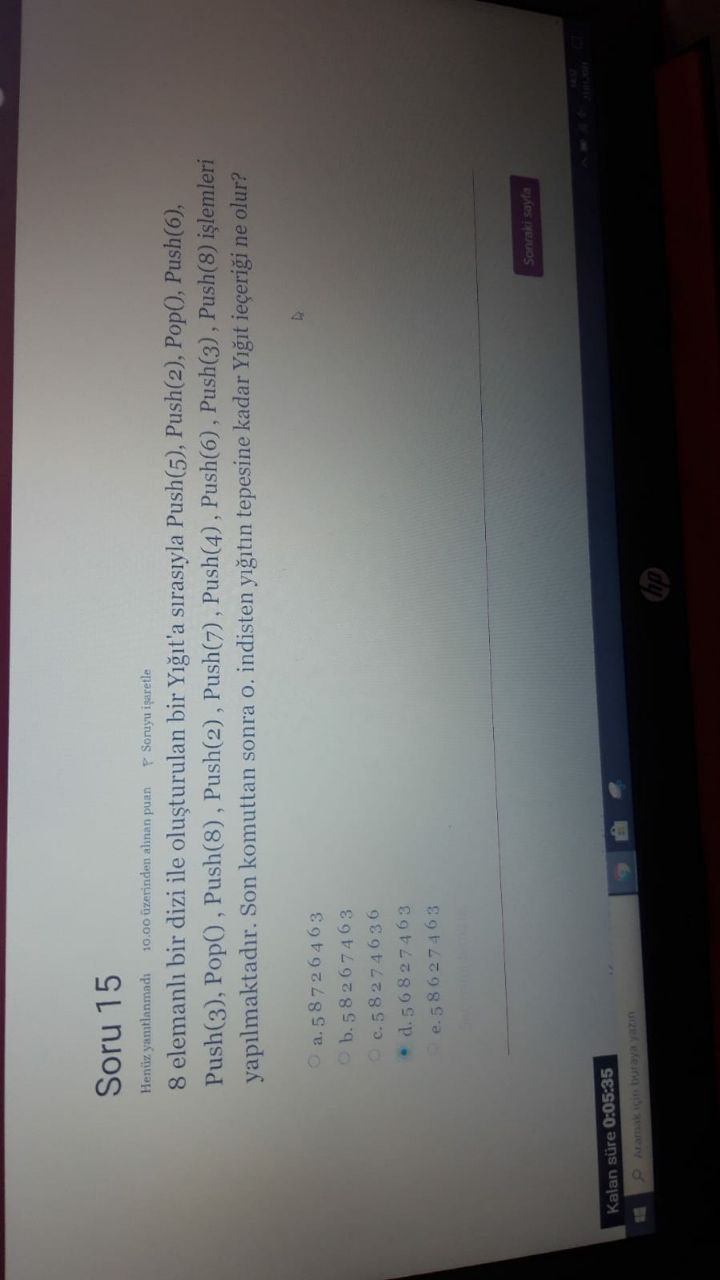 Soru 15
Henüz yanıtlanmadı 10,00 üzerinden alınan puan Soruyu işaretle
8 elemanlı bir dizi ile oluşturulan bir Yığıt'a sırasıyla Push(5), Push(2), Pop(), Push(6),
Push(3), Pop() , Push(8) , Push(2) , Push(7) , Push(4) , Push(6) , Push(3) , Push(8) işlemleri
yapılmaktadır. Son komuttan sonra 0. indisten yığıtın tepesine kadar Yığıt ieçeriği ne olur?
a. 5 8 7 2 6 4 6 3
b. 5 8 2 6 7 4 6 3
c. 5 8 2 7 4 6 3 6
d. 5 6 8 2 7 4 6 3
e. 5 8 6 2 7 4 6 3
Sonraki sayfa
Kalan süre 0:05:35
Aramak için buraya yazın
hp